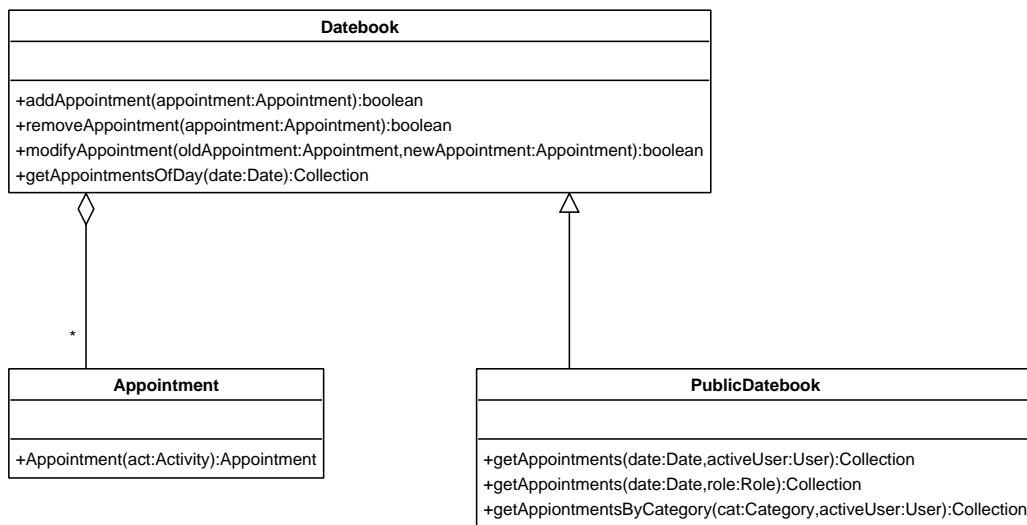 Datebook
+addAppointment(appointment:Appointment):boolean
+removeAppointment(appointment:Appointment):boolean
+modifyAppointment(oldAppointment:Appointment,newAppointment:Appointment):boolean
+getAppointmentsOfDay(date:Date):Collection
*
Appointment
+Appointment(act:Activity):Appointment
PublicDatebook
+getAppointments(date:Date,activeUser:User):Collection
+getAppointments(date:Date,role:Role):Collection
+getAppiontmentsByCategory(cat:Category,activeUser:User):Collection